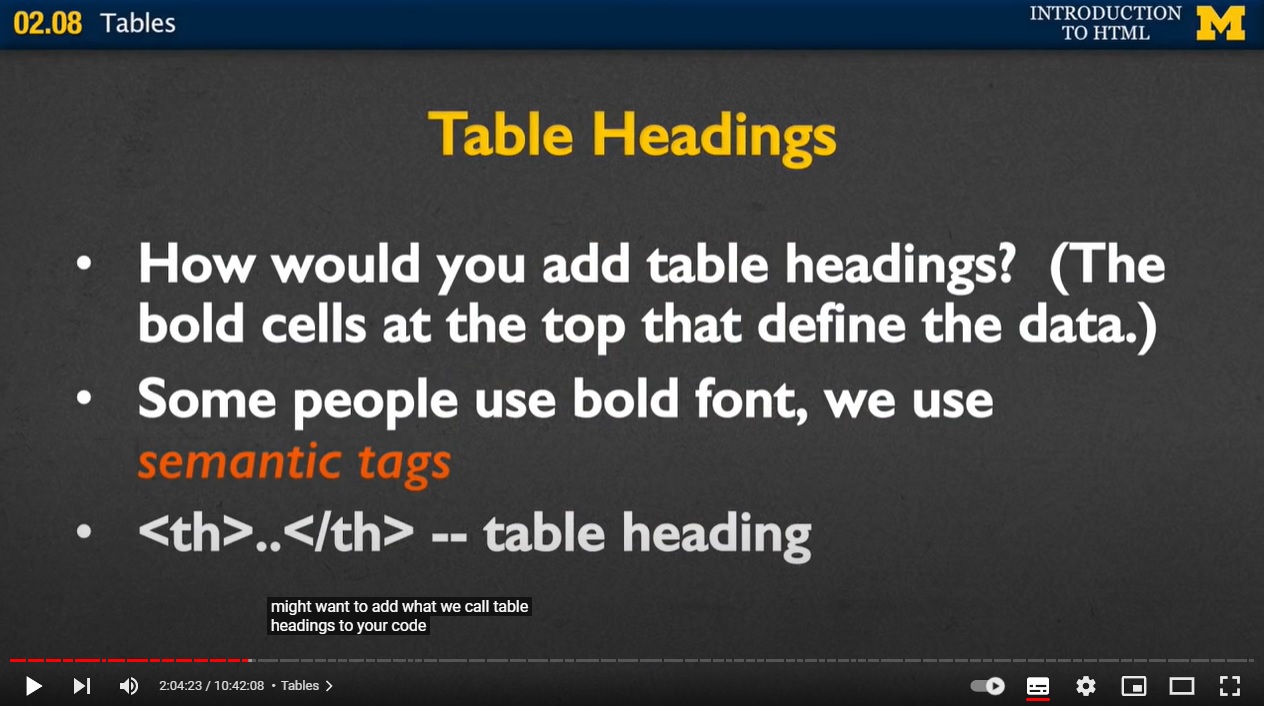 02.08 Tables
INTRODUCTION
TO HTML
M
Table Headings
• How would you add table headings? (The
bold cells at the top that define the data.)
• Some people use bold font, we use
semantic tags
• <th>..</th> -- table heading
might want to add what we call table
headings to your code
2:04:23 / 10:42:08 • Tables >